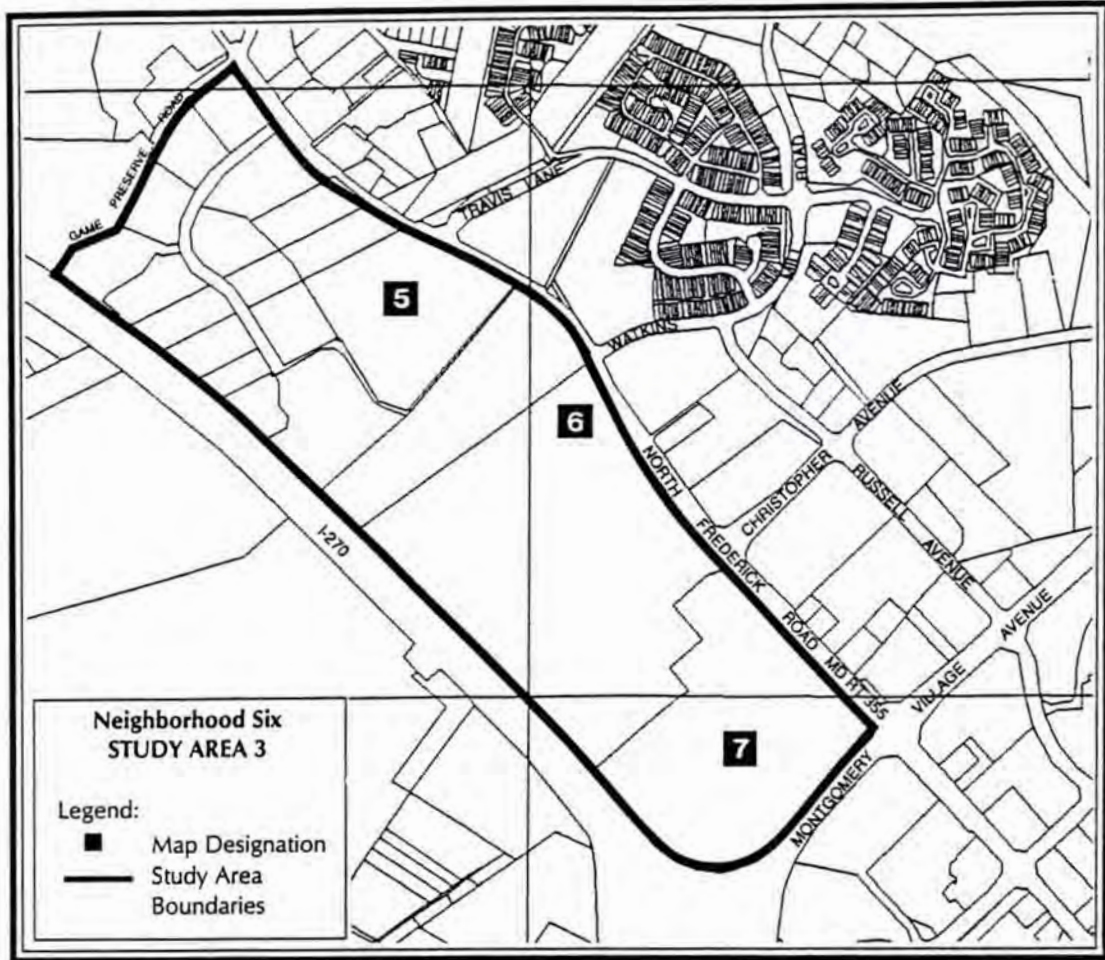 GAME PRESERVE ROAD
TRAVIS LANE
ROAD
5
WATKINS
6
NORTH FREDERICK ROAD MD RT 355
CHRISTOPHER AVENUE
RUSSELL AVENUE
I-270
MONTGOMERY VILLAGE AVENUE
7
Neighborhood Six
STUDY AREA 3
Legend:
Map Designation
Study Area
Boundaries